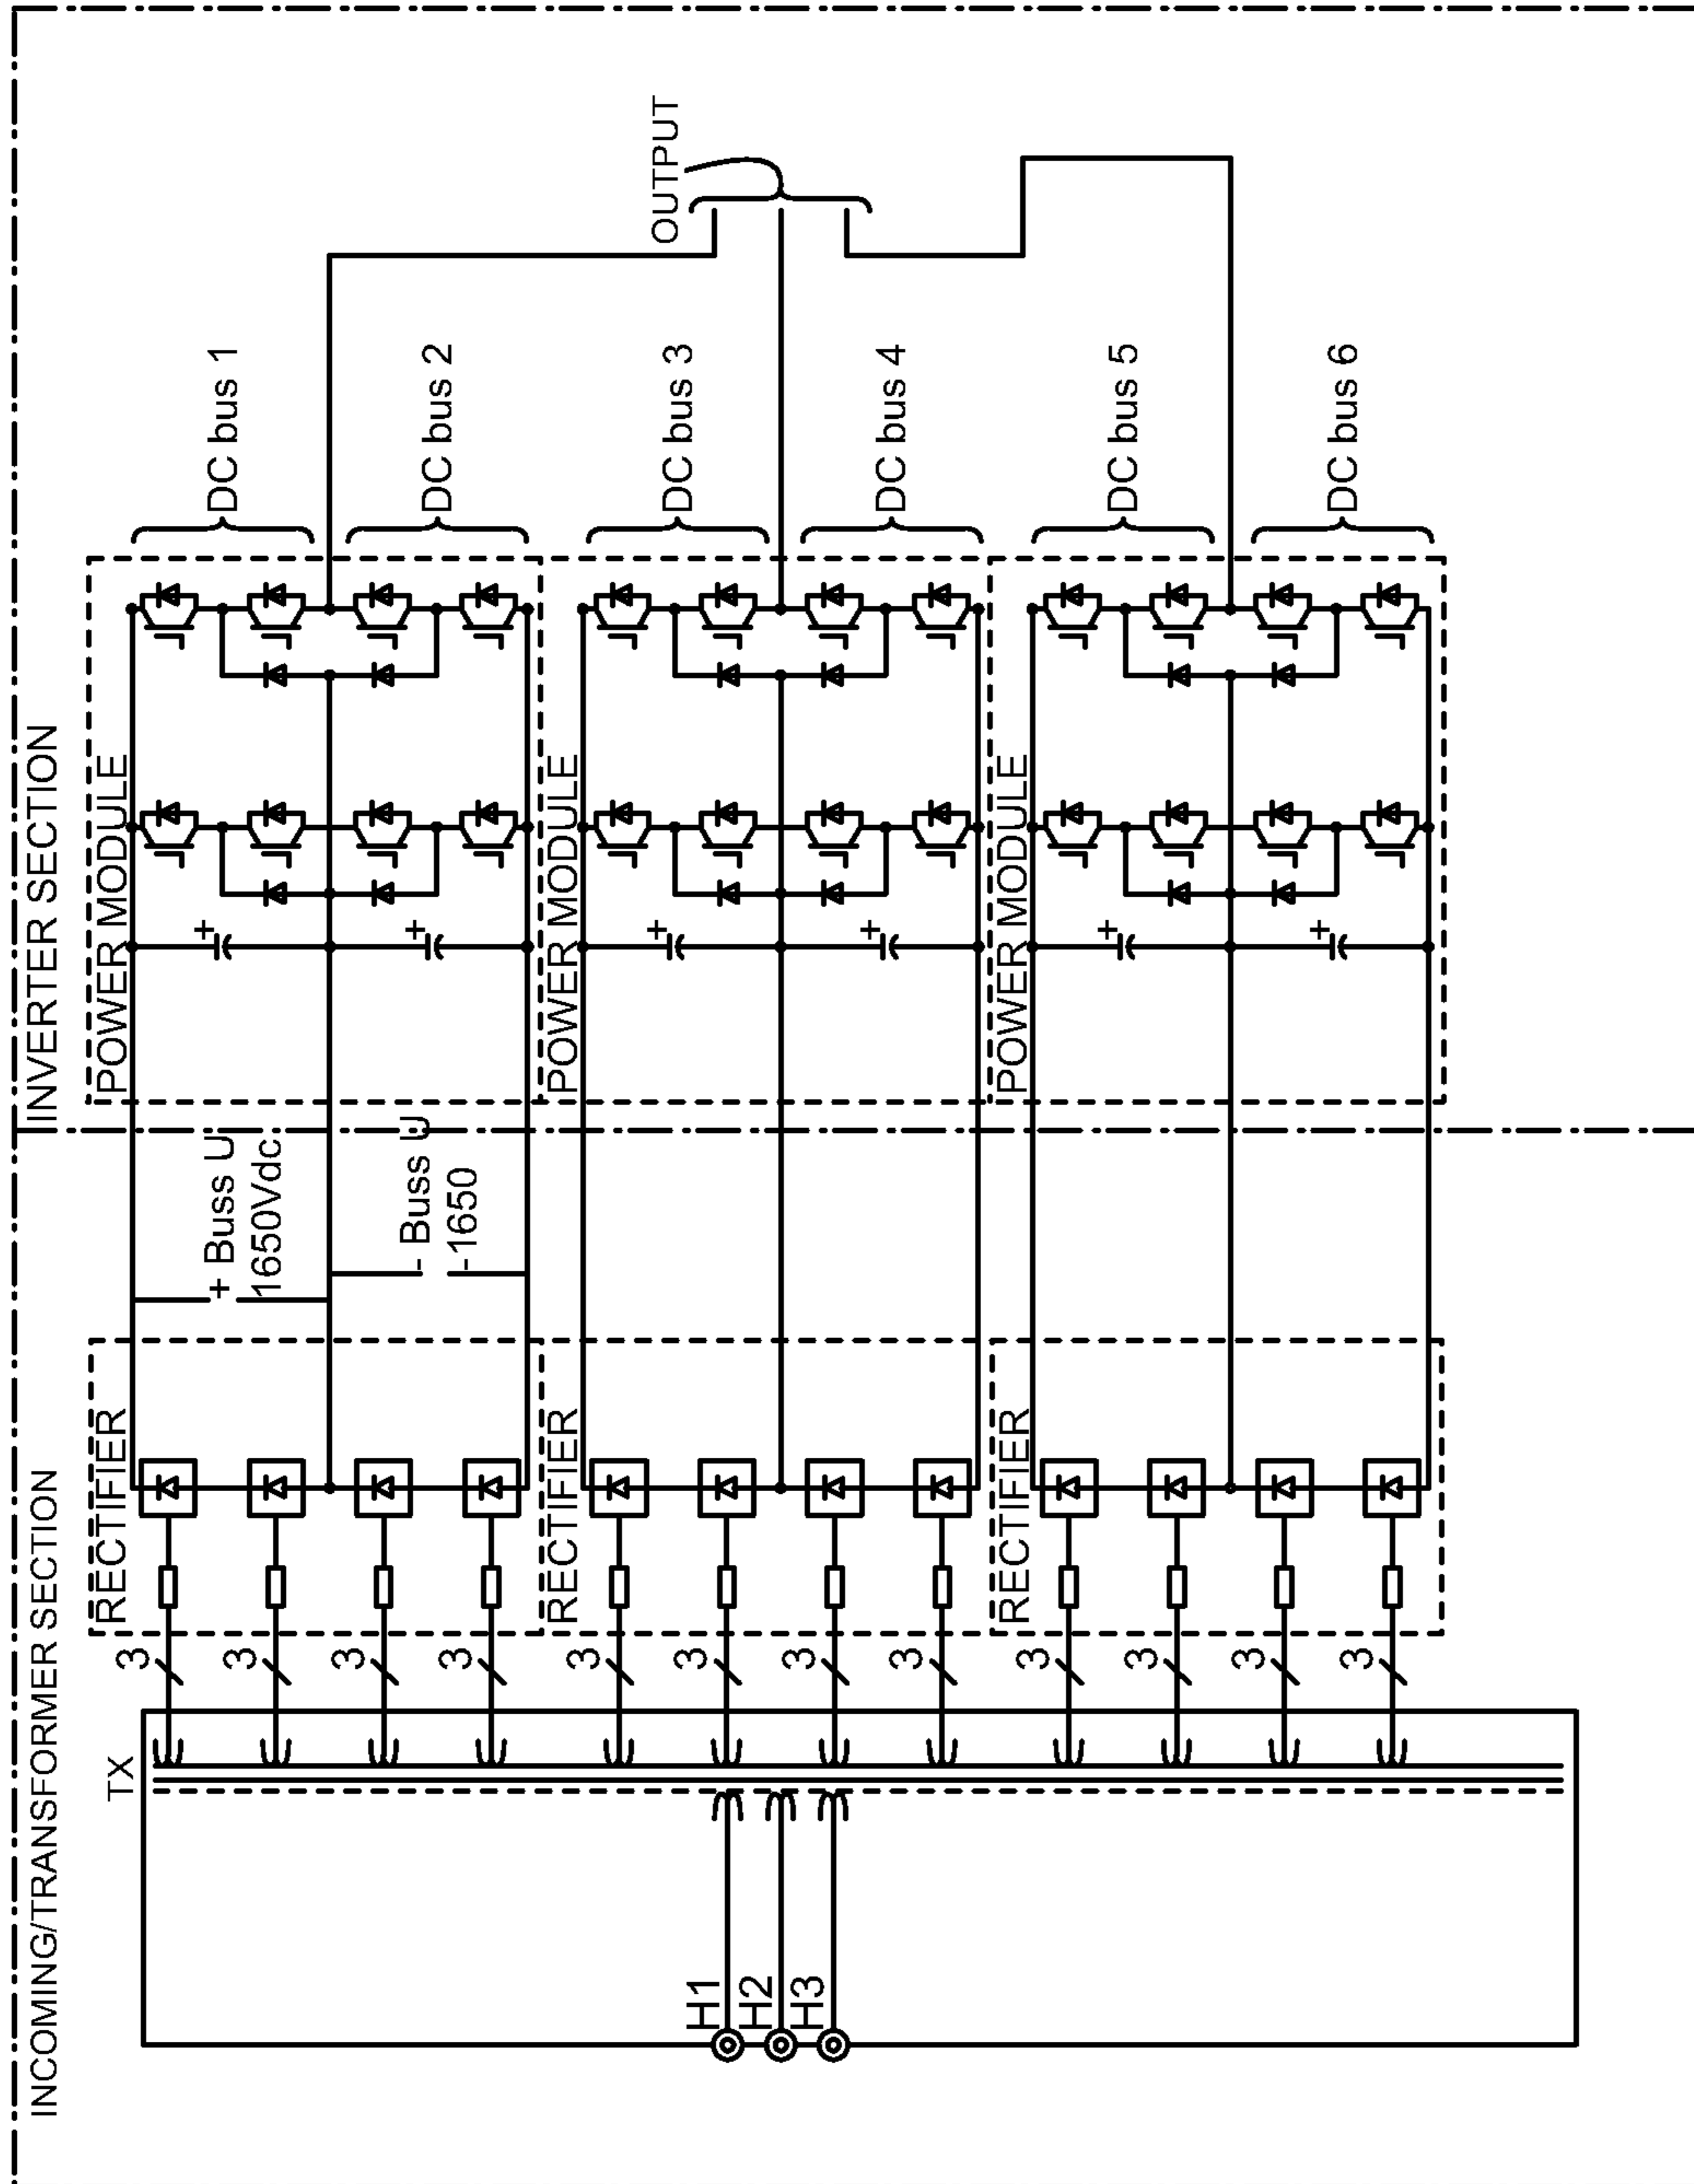 INCOMING/TRANSFORMER SECTION
INVERTER SECTION
TX
RECTIFIER
POWER MODULE
3
3
3
3
+ Buss U
1650Vdc
- Buss U
-1650
+
+
DC bus 1
DC bus 2
RECTIFIER
POWER MODULE
3
3
3
3
+
+
DC bus 3
DC bus 4
H1
H2
H3
OUTPUT
RECTIFIER
POWER MODULE
3
3
3
3
+
+
DC bus 5
DC bus 6